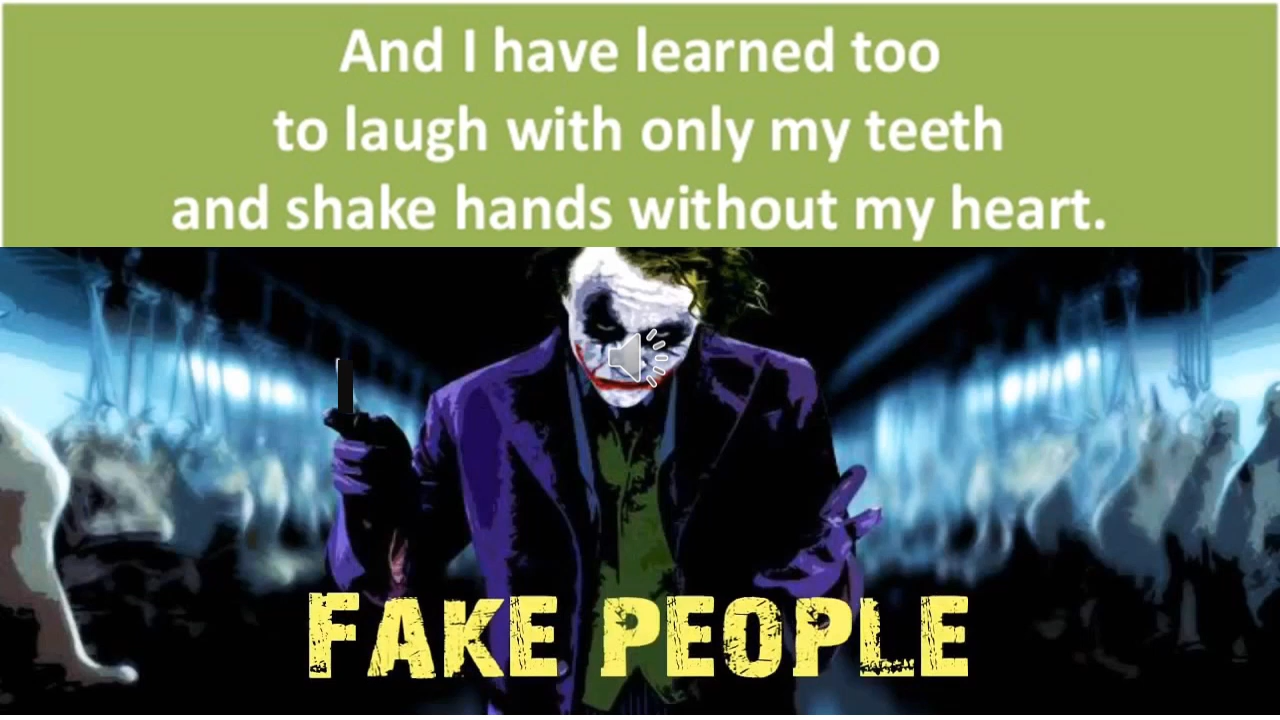 And I have learned too
to laugh with only my teeth
and shake hands without my heart.
FAKE PEOPLE